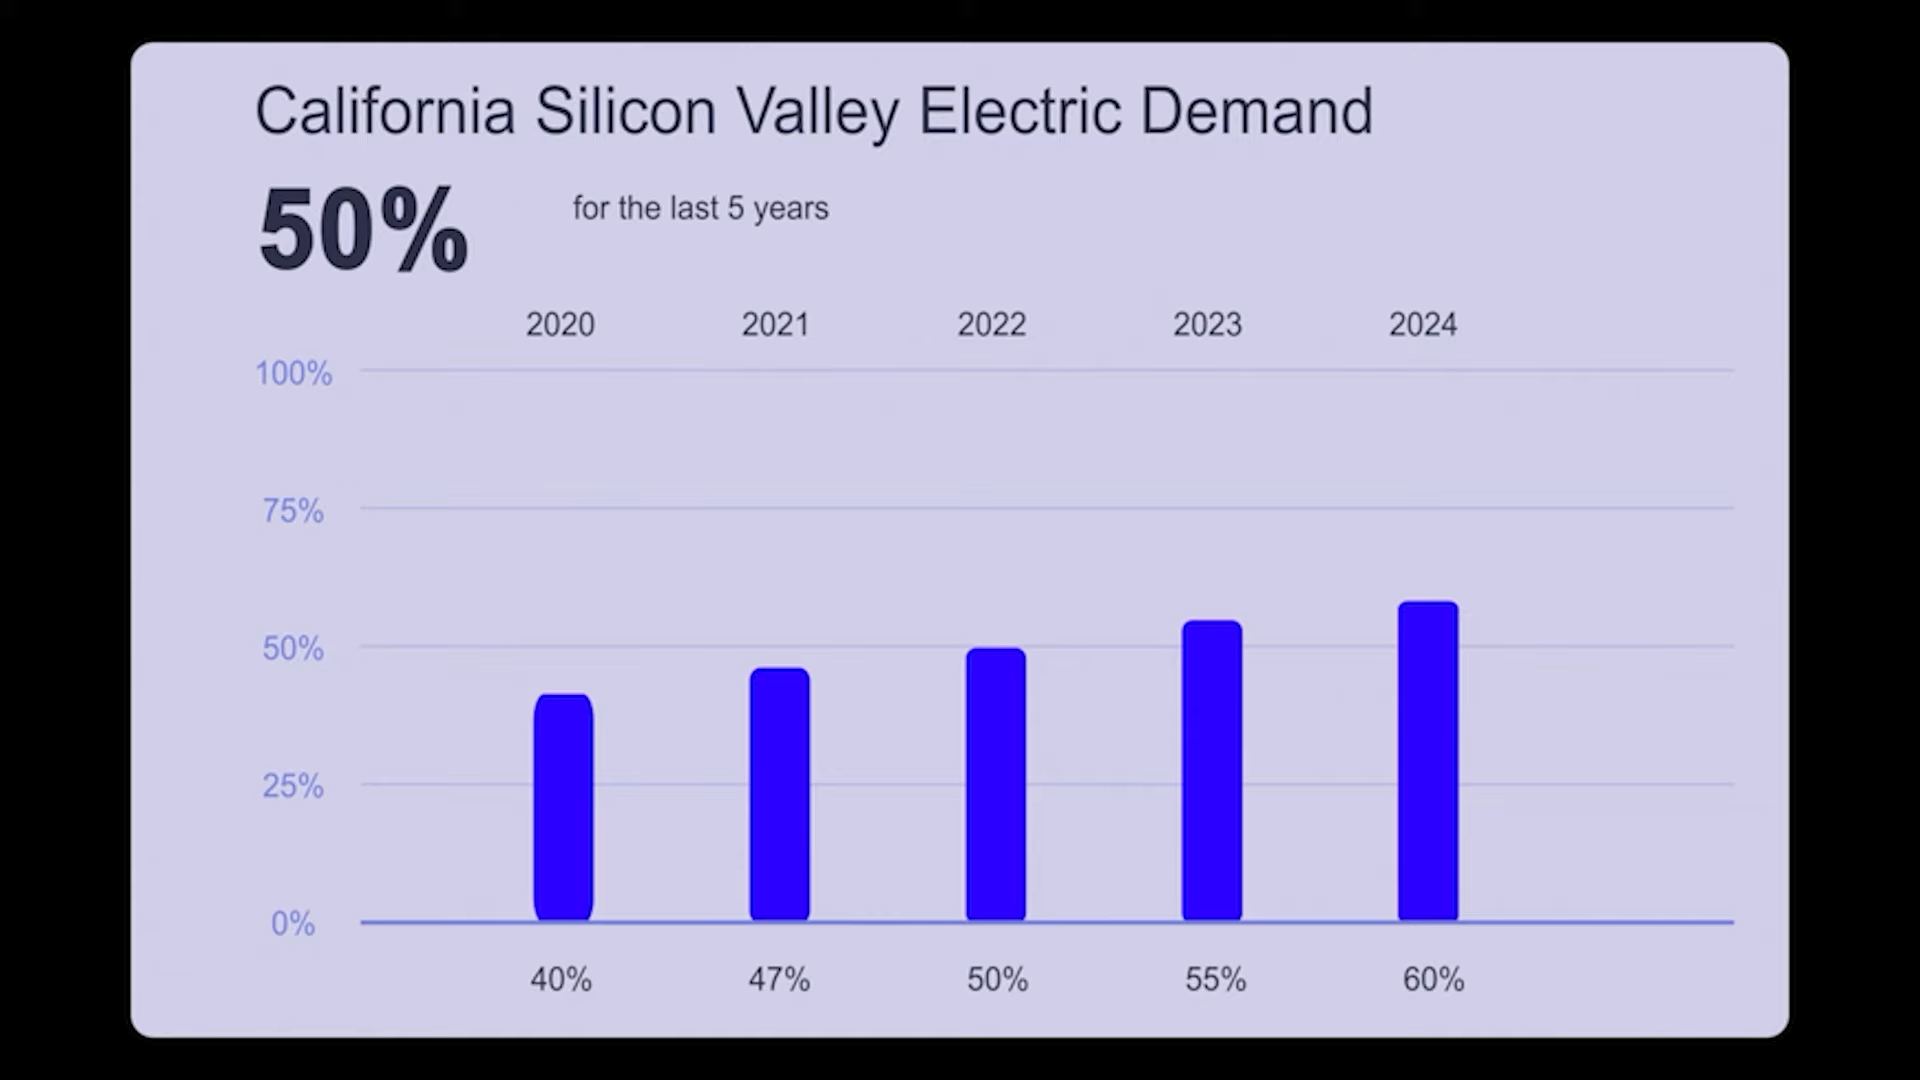 California Silicon Valley Electric Demand
50% for the last 5 years
2020 2021 2022 2023 2024
100%
75%
50%
25%
0%
40% 47% 50% 55% 60%